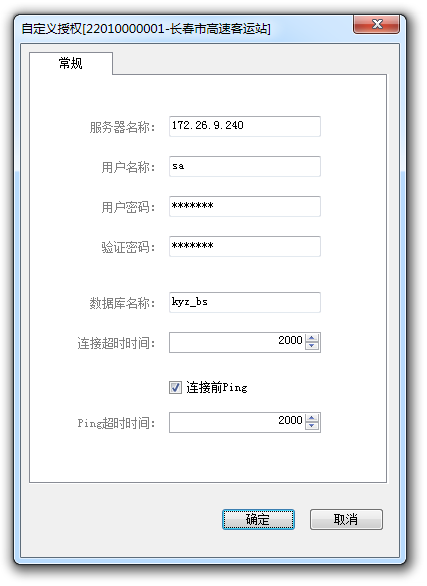 自定义授权[22010000001-长春市高速客运站]
常规
服务器名称： 172.26.9.240
用户名称： sa
用户密码： *******
验证密码： *******
数据库名称： kyz_bs
连接超时时间： 2000
连接前Ping
Ping超时时间： 2000
确定 取消